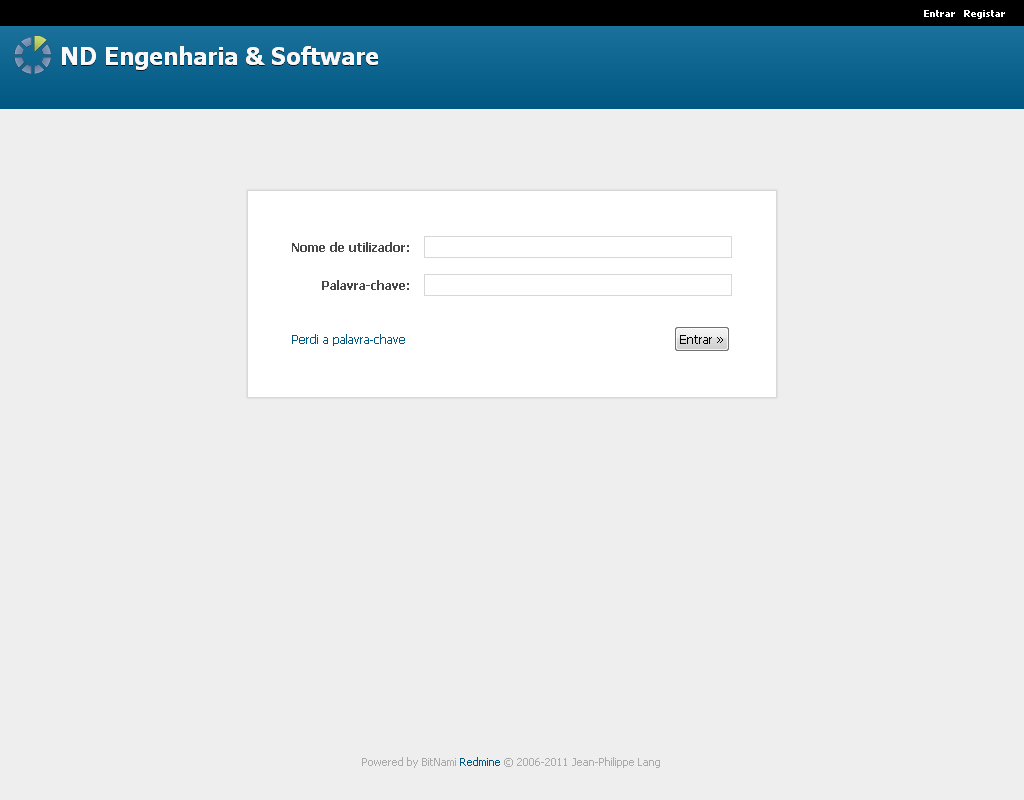 Entrar Registar
ND Engenharia & Software
Nome de utilizador:
Palavra-chave:
Perdi a palavra-chave
Entrar »
Powered by BitNami Redmine © 2006-2011 Jean-Philippe Lang